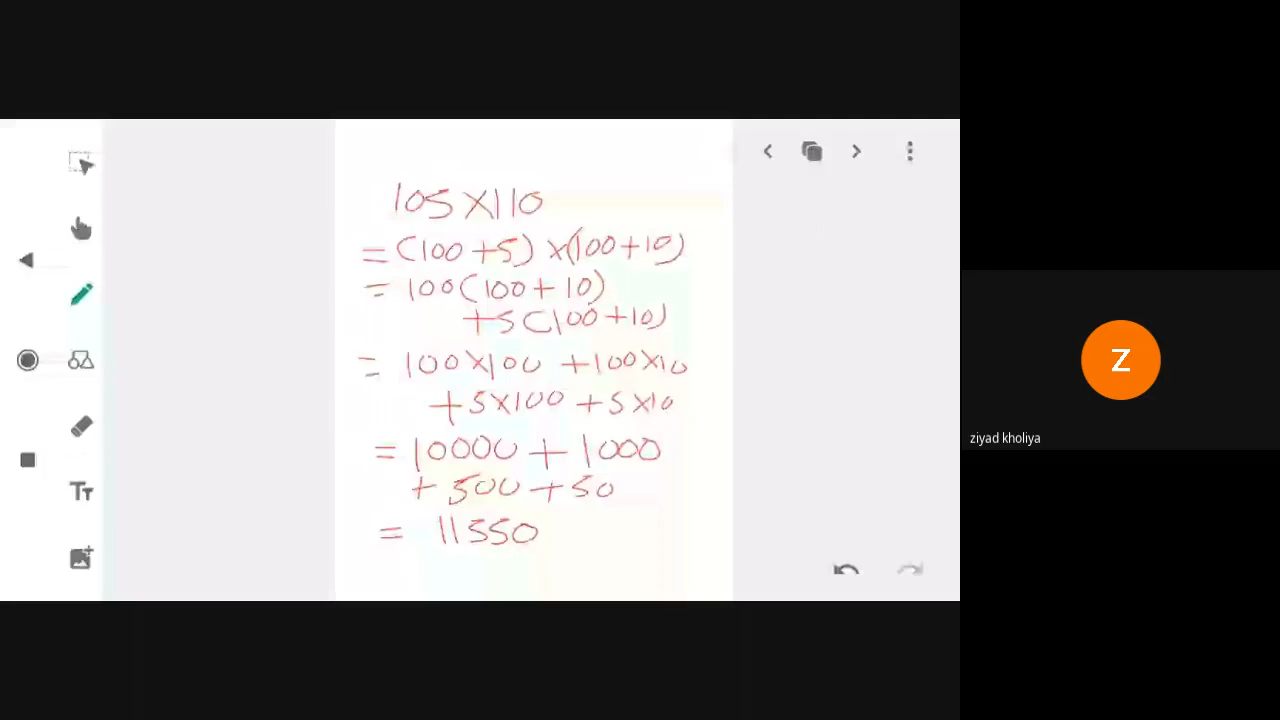 105×110
=(100+5)×(100+10)
= 100(100+10)
+5(100+10)
= 100×100 +100×10
+5×100 +5×10
= 10000 + 1000
+ 500 + 50
= 11550
Tт
Z
ziyad kholiya